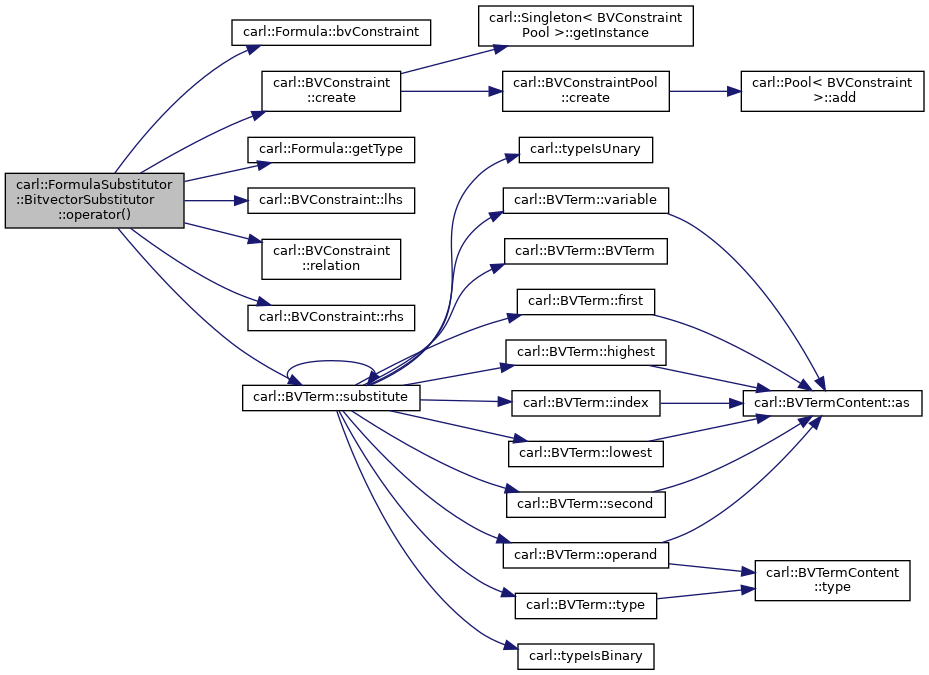 carl::FormulaSubstitutor
::BitvectorSubstitutor
::operator()
carl::Formula::bvConstraint
carl::BVConstraint
::create
carl::Formula::getType
carl::BVConstraint::lhs
carl::BVConstraint
::relation
carl::BVConstraint::rhs
carl::BVTerm::substitute
carl::Singleton< BVConstraint
Pool >::getInstance
carl::BVConstraintPool
::create
carl::typeIsUnary
carl::BVTerm::variable
carl::BVTerm::BVTerm
carl::BVTerm::first
carl::BVTerm::highest
carl::BVTerm::index
carl::BVTerm::lowest
carl::BVTerm::second
carl::BVTerm::operand
carl::BVTerm::type
carl::typeIsBinary
carl::Pool< BVConstraint
>::add
carl::BVTermContent::as
carl::BVTermContent
::type